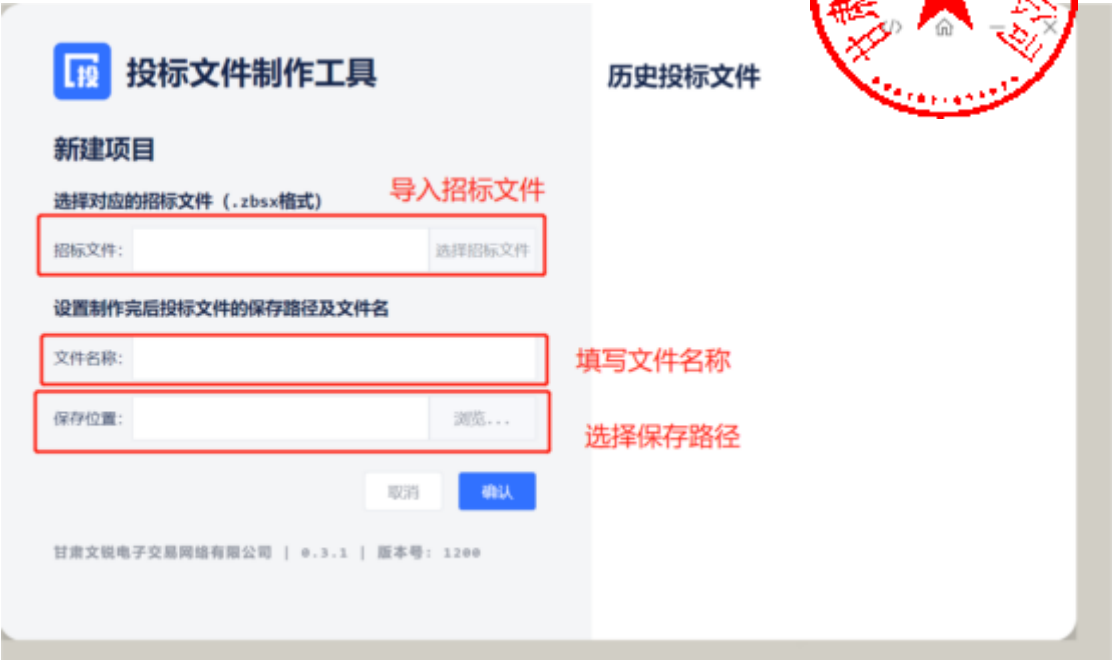 投
投标文件制作工具
历史投标文件
新建项目
选择对应的招标文件（.zbsx格式）
导入招标文件
招标文件：
选择招标文件
设置制作完后投标文件的保存路径及文件名
文件名称：
填写文件名称
保存位置：
浏览...
选择保存路径
取消
确认
甘肃文锐电子交易网络有限公司 | 0.3.1 | 版本号：1200
甘肃
公司